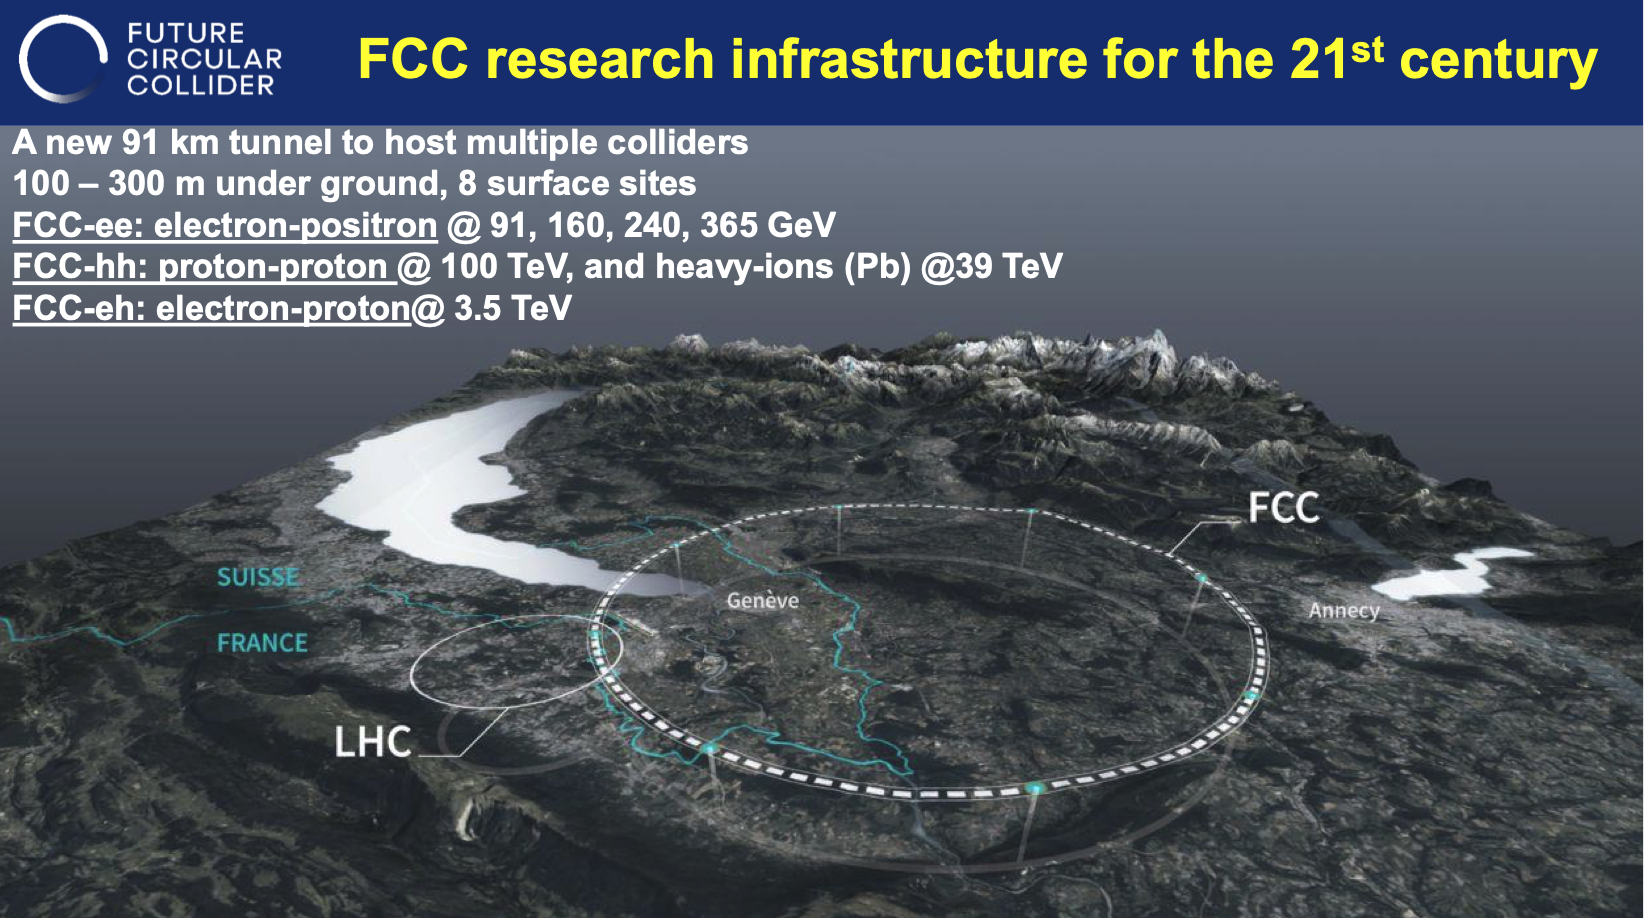 FUTURE
CIRCULAR
COLLIDER
FCC research infrastructure for the 21st century
A new 91 km tunnel to host multiple colliders
100 – 300 m under ground, 8 surface sites
FCC-ee: electron-positron @ 91, 160, 240, 365 GeV
FCC-hh: proton-proton @ 100 TeV, and heavy-ions (Pb) @39 TeV
FCC-eh: electron-proton@ 3.5 TeV
FCC
SUISSE
Genève
Annecy
FRANCE
LHC